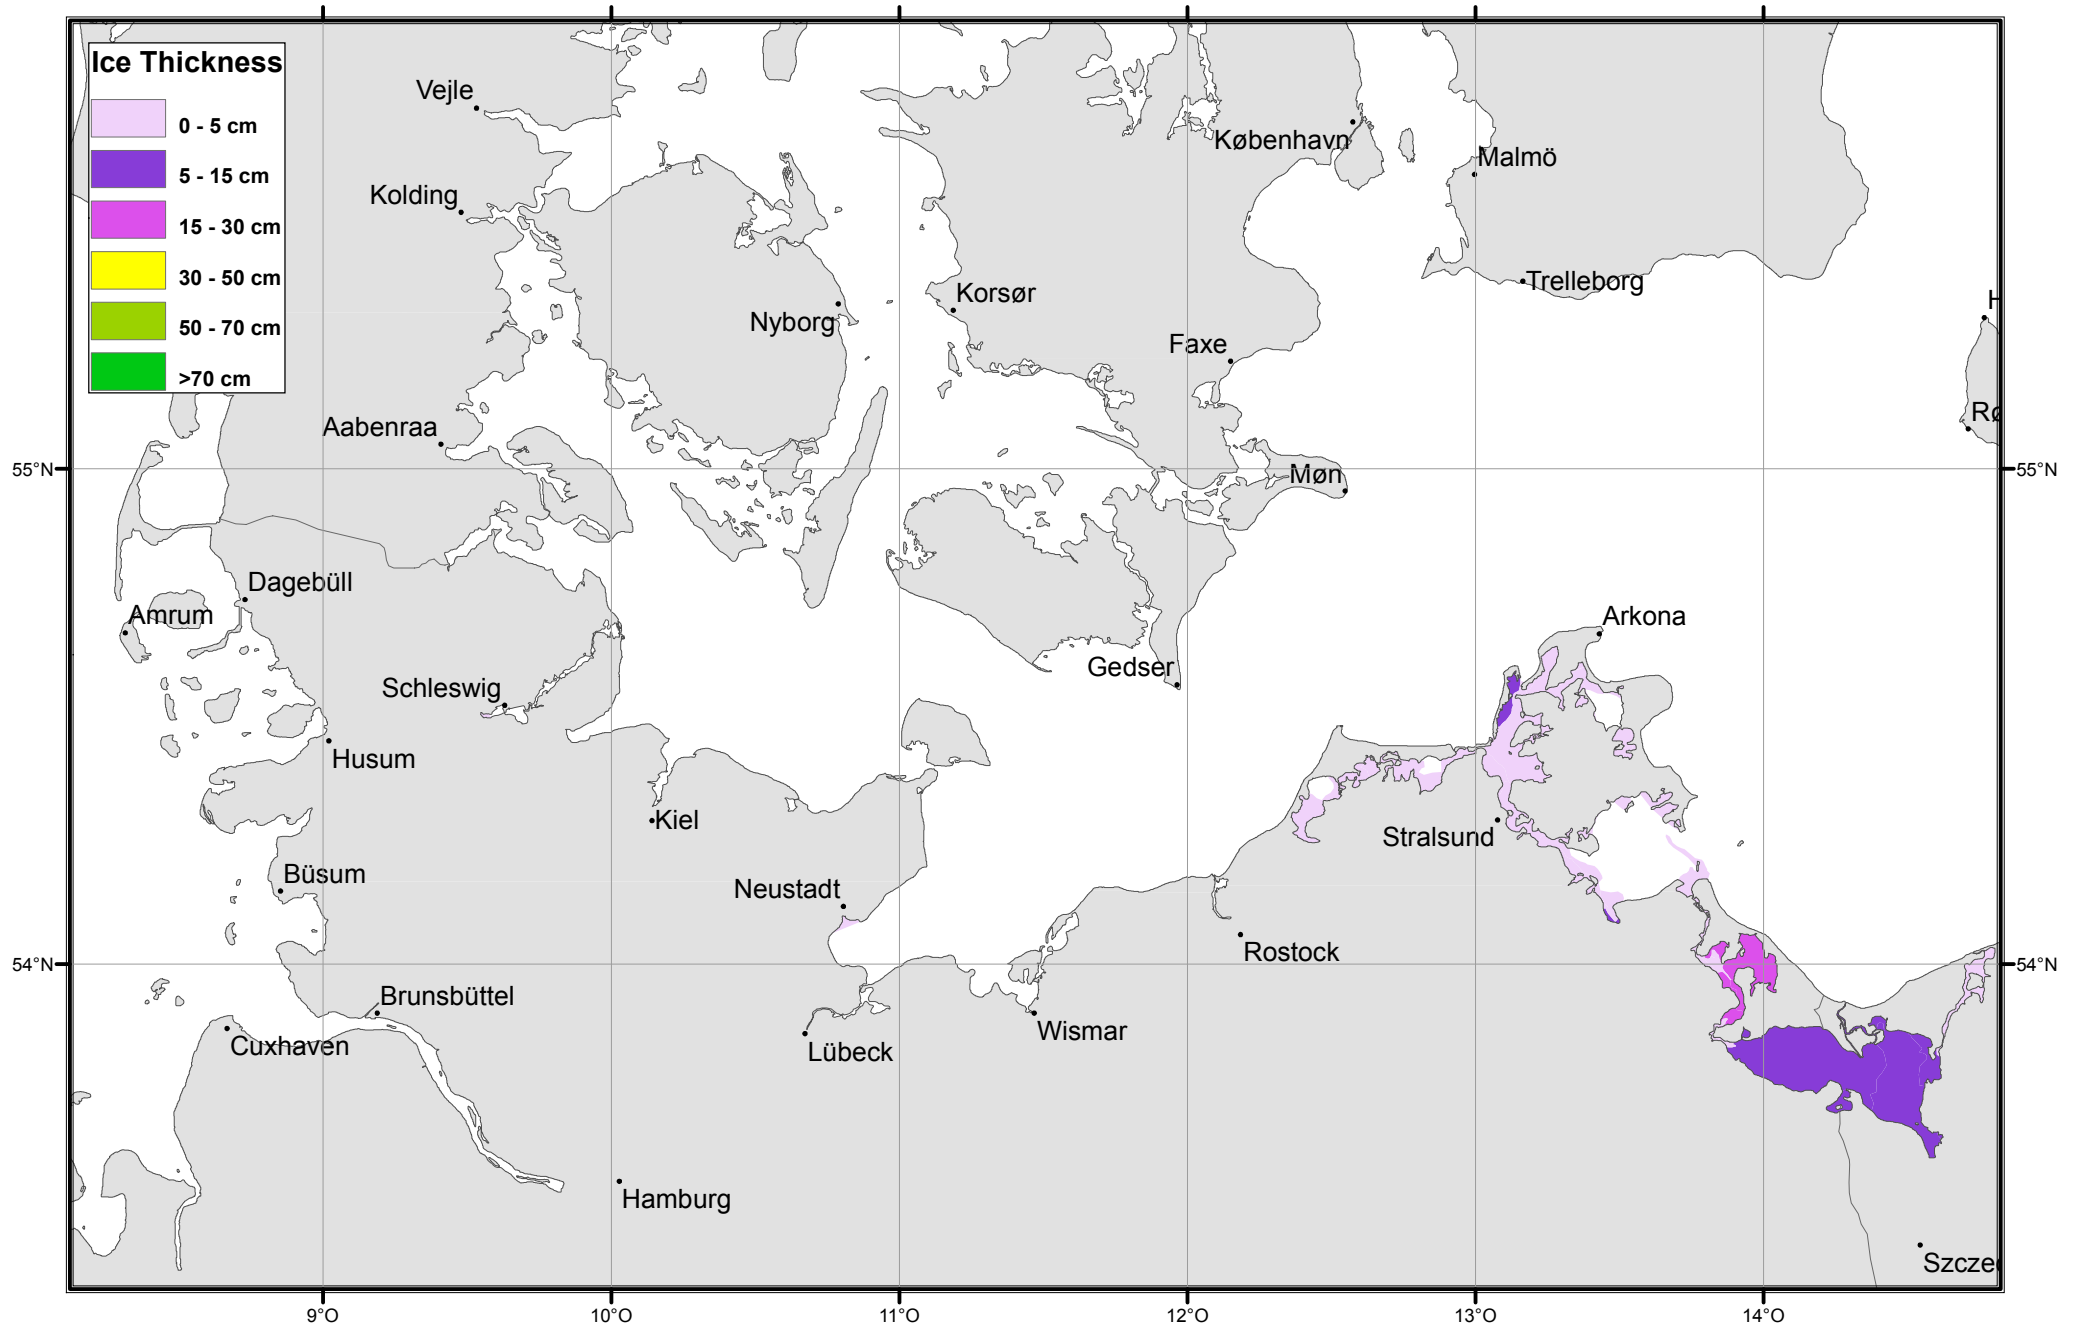 Ice Thickness
0 - 5 cm
5 - 15 cm
15 - 30 cm
30 - 50 cm
50 - 70 cm
>70 cm
Vejle
København
Malmö
Kolding
Trelleborg
Korsør
H
Nyborg
Faxe
Rø
Aabenraa
55°N
Møn
55°N
Dagebüll
Amrum
Arkona
Gedser
Schleswig
Husum
Kiel
Stralsund
Büsum
Neustadt
Rostock
54°N
54°N
Brunsbüttel
Wismar
Cuxhaven
Lübeck
Hamburg
Szcze
9°O
10°O
11°O
12°O
13°O
14°O